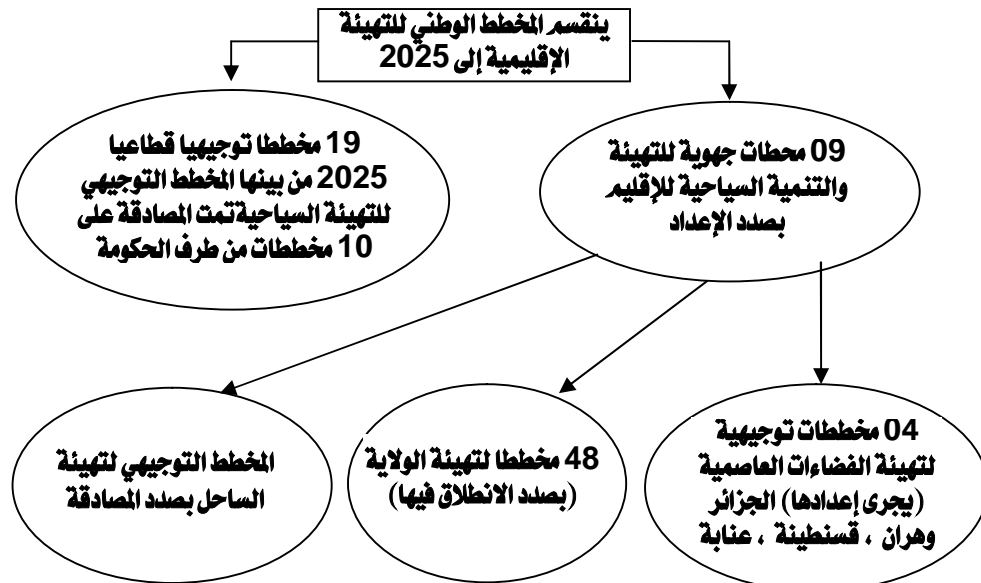 ينقسم المخطط الوطني للتهيئة
الإقليمية إلى 2025
09 محطات جهوية للتهيئة
والتنمية السياحية للإقليم
بصدد الإعداد
19 مخططا توجيهيا قطاعيا
2025 من بينها المخطط التوجيهي
للتهيئة السياحية تمت المصادقة على
10 مخططات من طرف الحكومة
04 مخططات توجيهية
لتهيئة الفضاءات العاصمية
(يجرى إعدادها) الجزائر
وهران ، قسنطينة ، عنابة
48 مخططا لتهيئة الولاية
(بصدد الانطلاق فيها)
المخطط التوجيهي لتهيئة
الساحل بصدد المصادقة